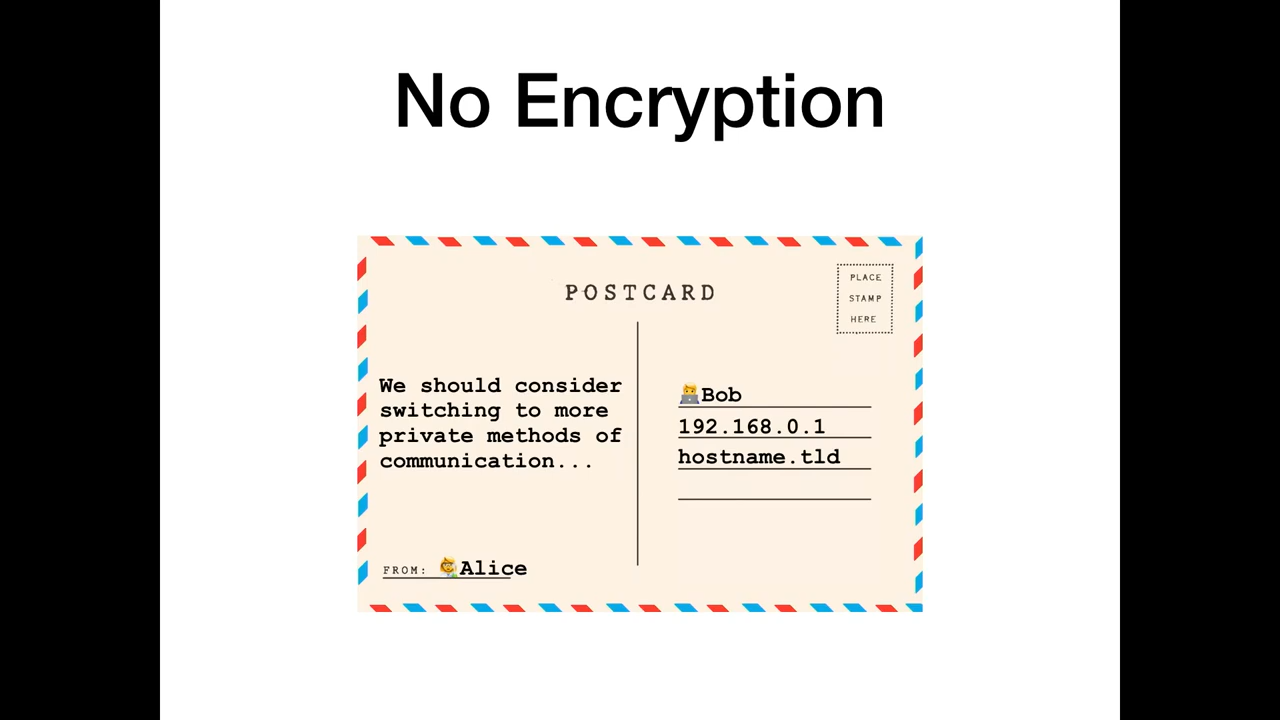 No Encryption
POSTCARD
PLACE
STAMP
HERE
We should consider
switching to more
private methods of
communication...
FROM: Alice
Bob
192.168.0.1
hostname.tld